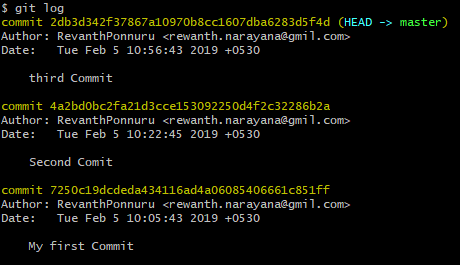 $ git log
commit 2db3d342f37867a10970b8cc1607dba6283d5f4d (HEAD -> master)
Author: RevanthPonnuru <rewanth.narayana@gmil.com>
Date:   Tue Feb 5 10:56:43 2019 +0530
    third Commit
commit 4a2bd0bc2fa21d3cce153092250d4f2c32286b2a
Author: RevanthPonnuru <rewanth.narayana@gmil.com>
Date:   Tue Feb 5 10:22:45 2019 +0530
    Second Comit
commit 7250c19dcdeda434116ad4a06085406661c851ff
Author: RevanthPonnuru <rewanth.narayana@gmil.com>
Date:   Tue Feb 5 10:05:43 2019 +0530
    My first Commit